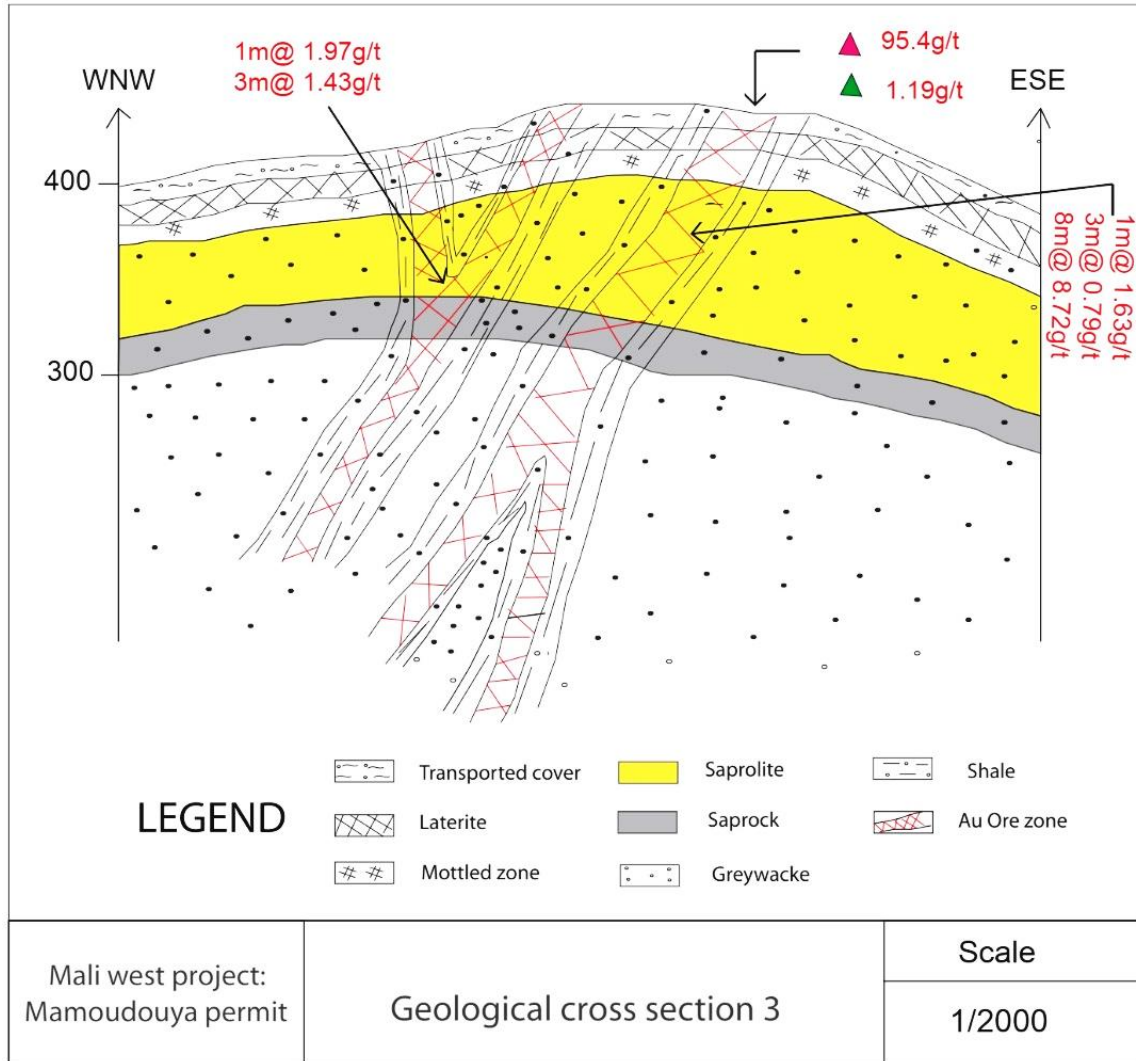 1m@ 1.97g/t
3m@ 1.43g/t
95.4g/t
1.19g/t
WNW
ESE
400
300
1m@ 1.63g/t
3m@ 0.79g/t
8m@ 8.72g/t
LEGEND
Transported cover
Saprolite
Shale
Laterite
Saprock
Au Ore zone
Mottled zone
Greywacke
Mali west project:
Mamoudouya permit
Geological cross section 3
Scale
1/2000